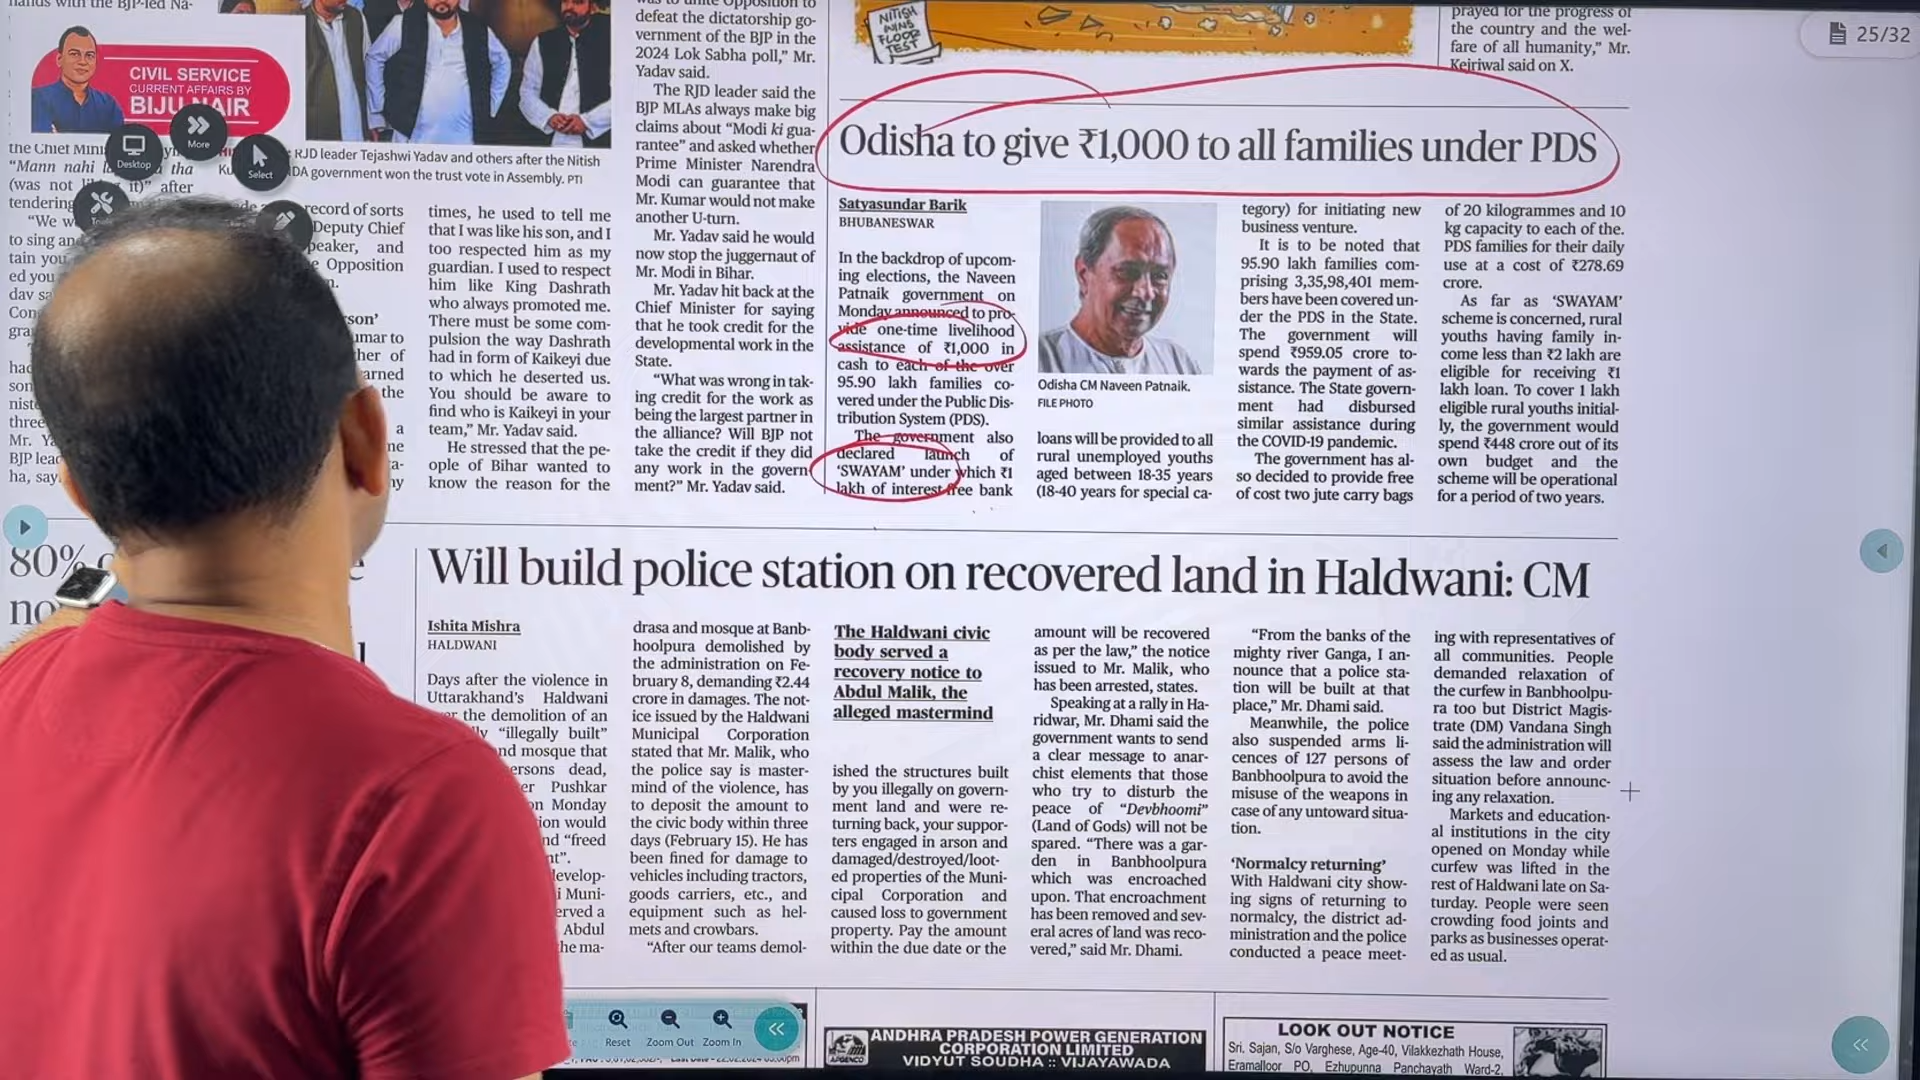 hands with the BJP-led Na-
CIVIL SERVICE
CURRENT AFFAIRS BY
BIJU NAIR
More
Desktop
Select
the Chief
“Mann nahi tha
(was not it)” after
tendering
“We
to sing
tain you
ed you
RJD leader Tejashwi Yadav and others after the Nitish
government won the trust vote in Assembly. PTI
record of sorts
Deputy Chief
and
Opposition
times, he used to tell me
that I was like his son, and I
too respected him as my
guardian. I used to respect
him like King Dashrath
who always promoted me.
There must be some com-
pulsion the way Dashrath
had in form of Kaikeyi due
to which he deserted us.
You should be aware to
find who is Kaikeyi in your
team,” Mr. Yadav said.
He stressed that the pe-
ople of Bihar wanted to
know the reason for the
defeat the dictatorship go-
vernment of the BJP in the
2024 Lok Sabha poll,” Mr.
Yadav said.
The RJD leader said the
BJP MLAs always make big
claims about “Modi ki gua-
rantee” and asked whether
Prime Minister Narendra
Modi can guarantee that
Mr. Kumar would not make
another U-turn.
Mr. Yadav said he would
now stop the juggernaut of
Mr. Modi in Bihar.
Mr. Yadav hit back at the
Chief Minister for saying
that he took credit for the
developmental work in the
State.
“What was wrong in tak-
ing credit for the work as
being the largest partner in
the alliance? Will BJP not
take the credit if they did
any work in the govern-
ment?” Mr. Yadav said.
NITISH
WINS
FLOOR
TEST
prayed for the progress of
the country and the wel-
fare of all humanity,” Mr.
Kejriwal said on X.
25/32
Odisha to give ₹1,000 to all families under PDS
Satyasundar Barik
BHUBANESWAR
In the backdrop of upcom-
ing elections, the Naveen
Patnaik government on
Monday announced to pro-
vide one-time livelihood
assistance of ₹1,000 in
cash to each of the over
95.90 lakh families co-
vered under the Public Dis-
tribution System (PDS).
The government also
declared launch of
‘SWAYAM’ under which ₹1
lakh of interest-free bank
Odisha CM Naveen Patnaik.
FILE PHOTO
loans will be provided to all
rural unemployed youths
aged between 18-35 years
(18-40 years for special ca-
tegory) for initiating new
business venture.
It is to be noted that
95.90 lakh families com-
prising 3,35,98,401 mem-
bers have been covered un-
der the PDS in the State.
The government will
spend ₹959.05 crore to-
wards the payment of as-
sistance. The State govern-
ment had disbursed
similar assistance during
the COVID-19 pandemic.
The government has al-
so decided to provide free
of cost two jute carry bags
of 20 kilogrammes and 10
kg capacity to each of the.
PDS families for their daily
use at a cost of ₹278.69
crore.
As far as ‘SWAYAM’
scheme is concerned, rural
youths having family in-
come less than ₹2 lakh are
eligible for receiving ₹1
lakh loan. To cover 1 lakh
eligible rural youths initial-
ly, the government would
spend ₹448 crore out of its
own budget and the
scheme will be operational
for a period of two years.
80%
Will build police station on recovered land in Haldwani: CM
Ishita Mishra
HALDWANI
Days after the violence in
Uttarakhand’s Haldwani
the demolition of an
“illegally built”
and mosque that
persons dead,
Pushkar
on Monday
would
“freed
Abdul
drasa and mosque at Banb-
hoolpura demolished by
the administration on Fe-
bruary 8, demanding ₹2.44
crore in damages. The not-
ice issued by the Haldwani
Municipal Corporation
stated that Mr. Malik, who
the police say is master-
mind of the violence, has
to deposit the amount to
the civic body within three
days (February 15). He has
been fined for damage to
vehicles including tractors,
goods carriers, etc., and
equipment such as hel-
mets and crowbars.
“After our teams demol-
The Haldwani civic
body served a
recovery notice to
Abdul Malik, the
alleged mastermind
ished the structures built
by you illegally on govern-
ment land and were re-
turning back, your suppor-
ters engaged in arson and
damaged/destroyed/loot-
ed properties of the Muni-
cipal Corporation and
caused loss to government
property. Pay the amount
within the due date or the
amount will be recovered
as per the law,” the notice
issued to Mr. Malik, who
has been arrested, states.
Speaking at a rally in Ha-
ridwar, Mr. Dhami said the
government wants to send
a clear message to anar-
chist elements that those
who try to disturb the
peace of “Devbhoomi”
(Land of Gods) will not be
spared. “There was a gar-
den in Banbhoolpura
which was encroached
upon. That encroachment
has been removed and sev-
eral acres of land was reco-
vered,” said Mr. Dhami.
“From the banks of the
mighty river Ganga, I an-
nounce that a police sta-
tion will be built at that
place,” Mr. Dhami said.
Meanwhile, the police
also suspended arms li-
cences of 127 persons of
Banbhoolpura to avoid the
misuse of the weapons in
case of any untoward situa-
tion.
‘Normalcy returning’
With Haldwani city show-
ing signs of returning to
normalcy, the district ad-
ministration and the police
conducted a peace meet-
ing with representatives of
all communities. People
demanded relaxation of
the curfew in Banbhoolpu-
ra too but District Magis-
trate (DM) Vandana Singh
said the administration will
assess the law and order
situation before announc-
ing any relaxation.
Markets and education-
al institutions in the city
opened on Monday while
curfew was lifted in the
rest of Haldwani late on Sa-
turday. People were seen
crowding food joints and
parks as businesses operat-
ed as usual.
Reset
Zoom Out
Zoom In
ANDHRA PRADESH POWER GENERATION
CORPORATION LIMITED
VIDYUT SOUDHA :: VIJAYAWADA
LOOK OUT NOTICE
Sri. Sajan, S/o Varghese, Age-40, Vilakkezhath House,
Eramalloor PO, Ezhupunna Panchayath Ward-2,